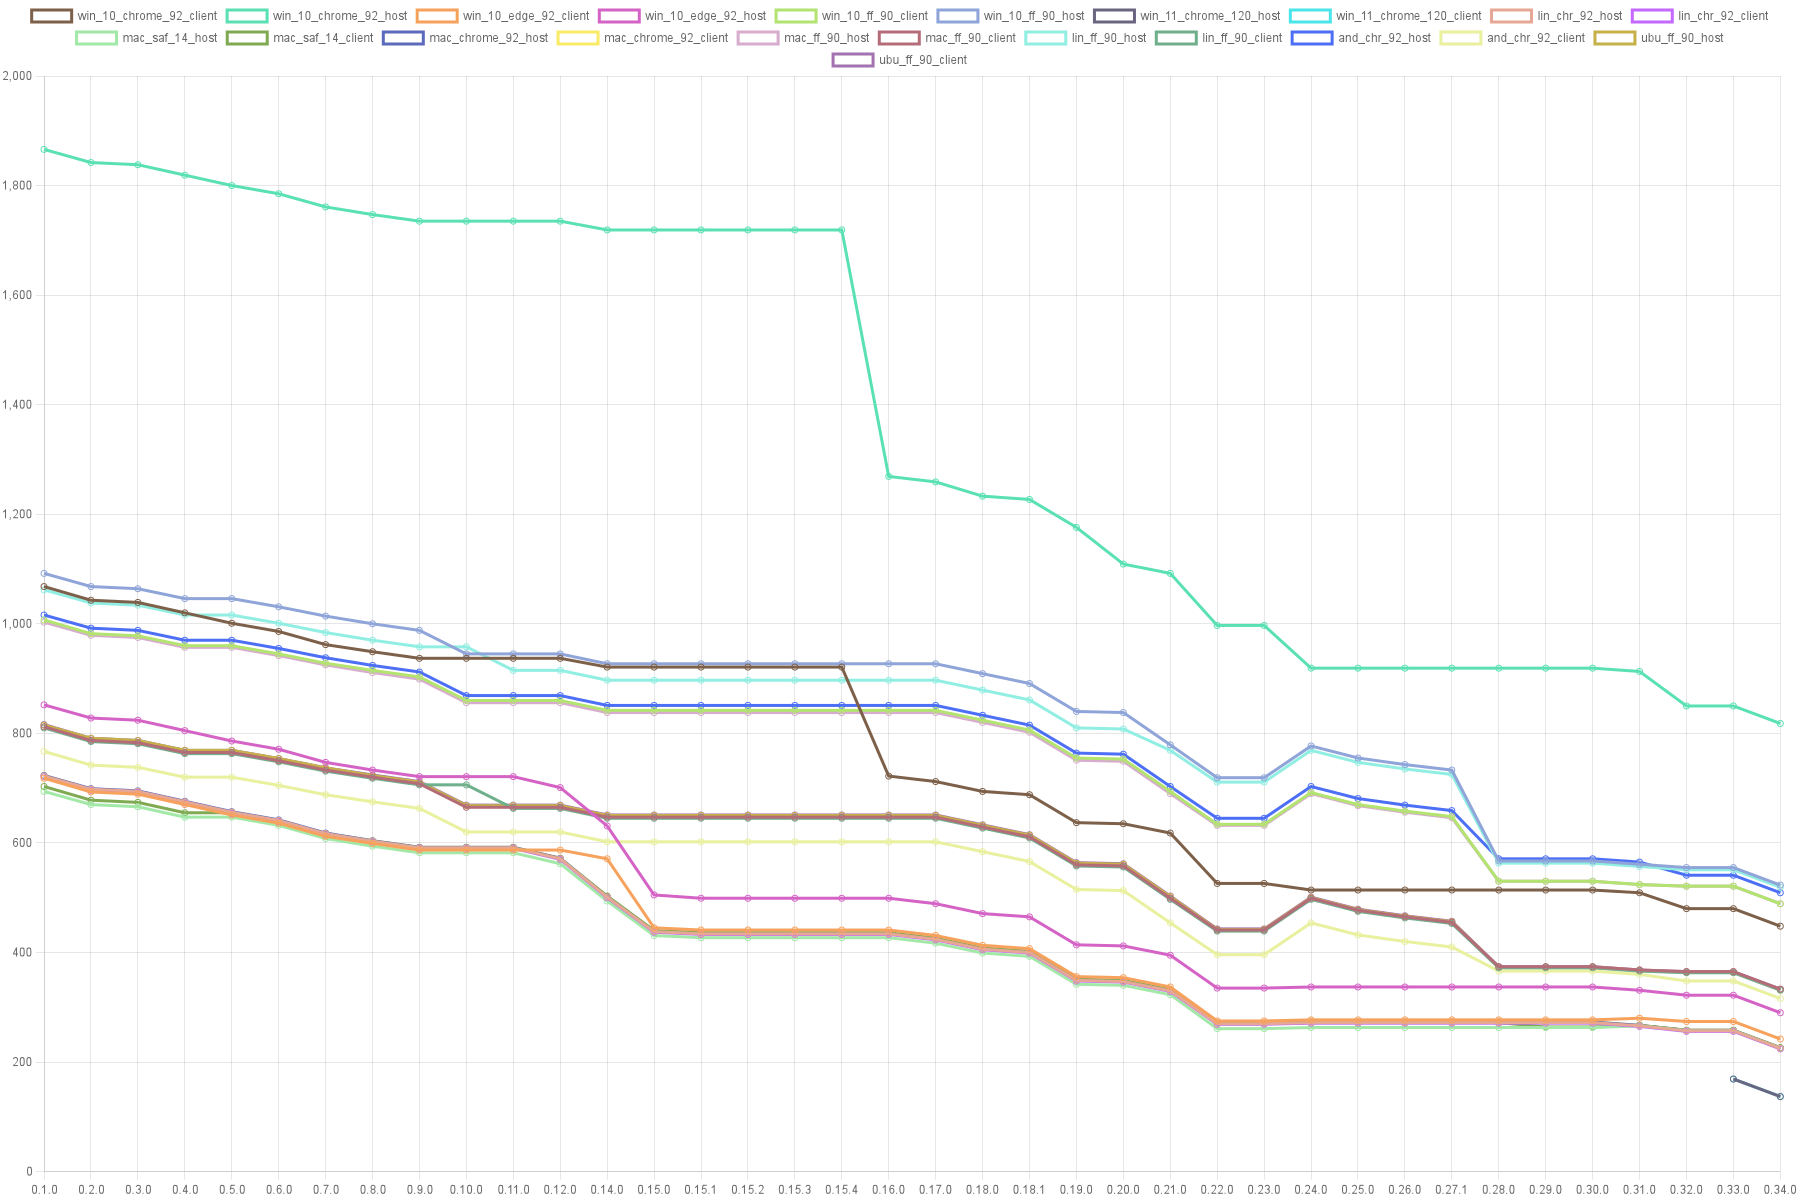 win_10_chrome_92_client win_10_chrome_92_host win_10_edge_92_client win_10_edge_92_host win_10_ff_90_client win_10_ff_90_host win_11_chrome_120_host win_11_chrome_120_client lin_chr_92_host lin_chr_92_client
mac_saf_14_host mac_saf_14_client mac_chrome_92_host mac_chrome_92_client mac_ff_90_host mac_ff_90_client lin_ff_90_host lin_ff_90_client and_chr_92_host and_chr_92_client ubu_ff_90_host
ubu_ff_90_client
2,000
1,800
1,600
1,400
1,200
1,000
800
600
400
200
0
0.1.0 0.2.0 0.3.0 0.4.0 0.5.0 0.6.0 0.7.0 0.8.0 0.9.0 0.10.0 0.11.0 0.12.0 0.14.0 0.15.0 0.15.1 0.15.2 0.15.3 0.15.4 0.16.0 0.17.0 0.18.0 0.18.1 0.19.0 0.20.0 0.21.0 0.22.0 0.23.0 0.24.0 0.25.0 0.26.0 0.27.1 0.28.0 0.29.0 0.30.0 0.31.0 0.32.0 0.33.0 0.34.0